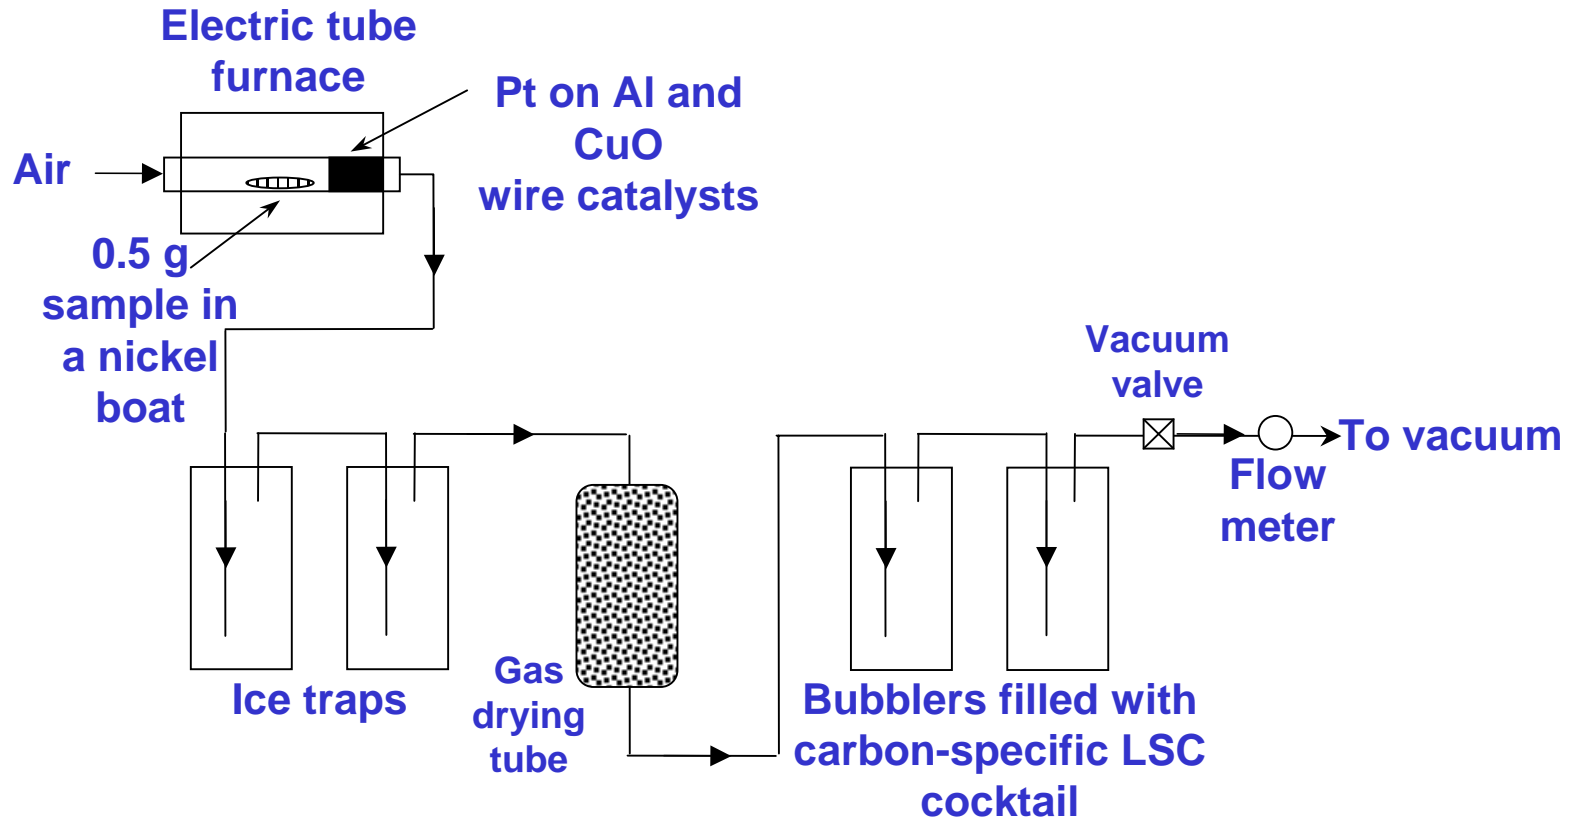 Electric tube
furnace
Pt on Al and
CuO
wire catalysts
Air
0.5 g
sample in
a nickel
boat
Vacuum
valve
To vacuum
Flow
meter
Ice traps
Gas
drying
tube
Bubblers filled with
carbon-specific LSC
cocktail